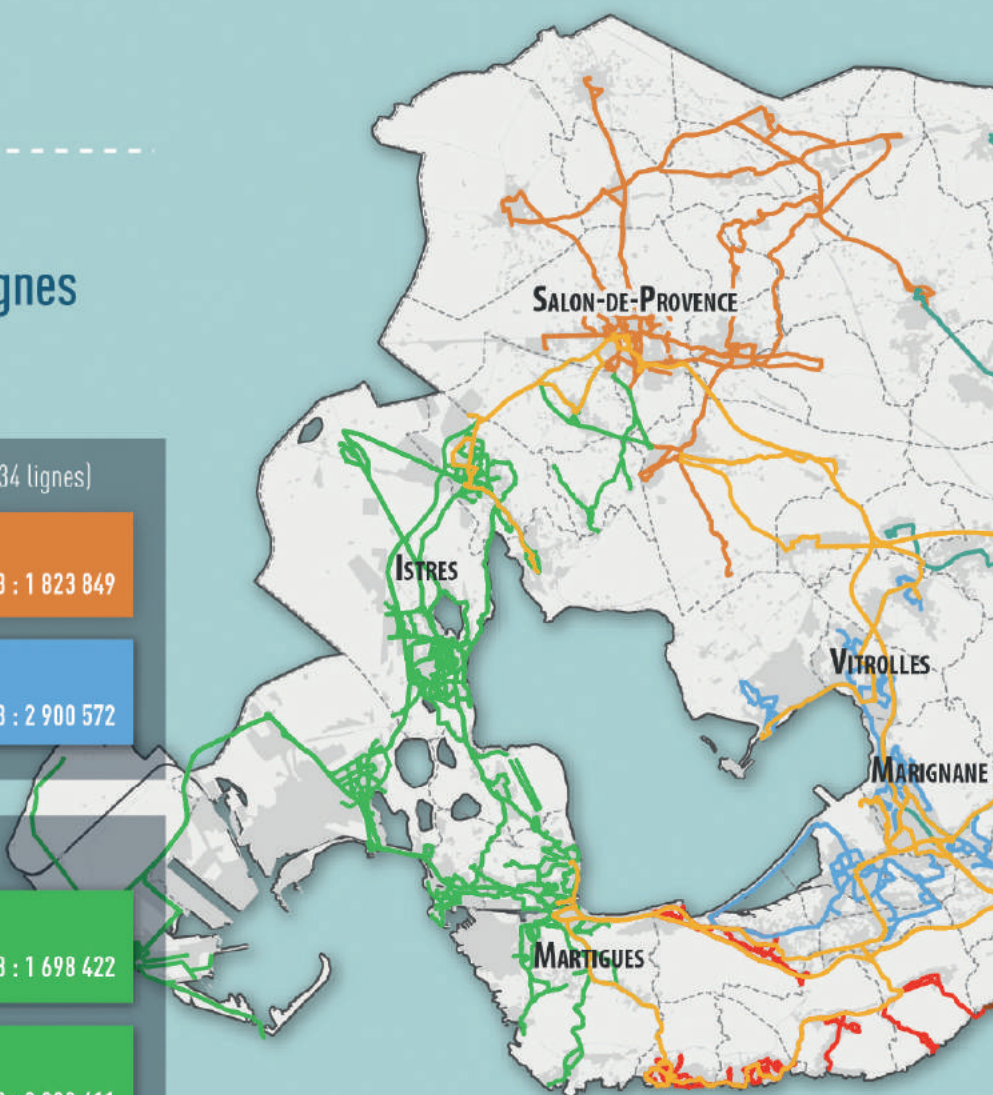 gnes
34 lignes)
3 : 1 823 849
3 : 2 900 572
3 : 1 698 422
SALON-DE-PROVENCE
ISTRES
VITROLLES
MARIGNANE
MARTIGUES